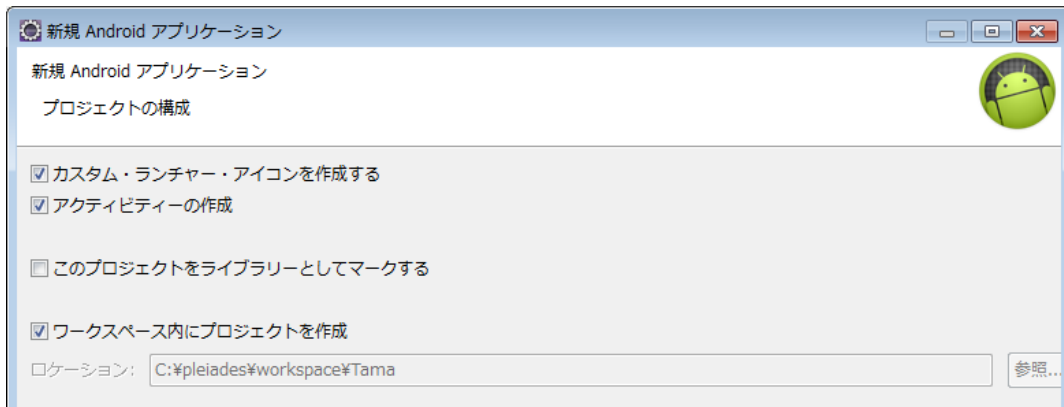 新規 Android アプリケーション
新規 Android アプリケーション
プロジェクトの構成
カスタム・ランチャー・アイコンを作成する
アクティビティーの作成
このプロジェクトをライブラリーとしてマークする
ワークスペース内にプロジェクトを作成
ロケーション: C:¥pleiades¥workspace¥Tama 参照...